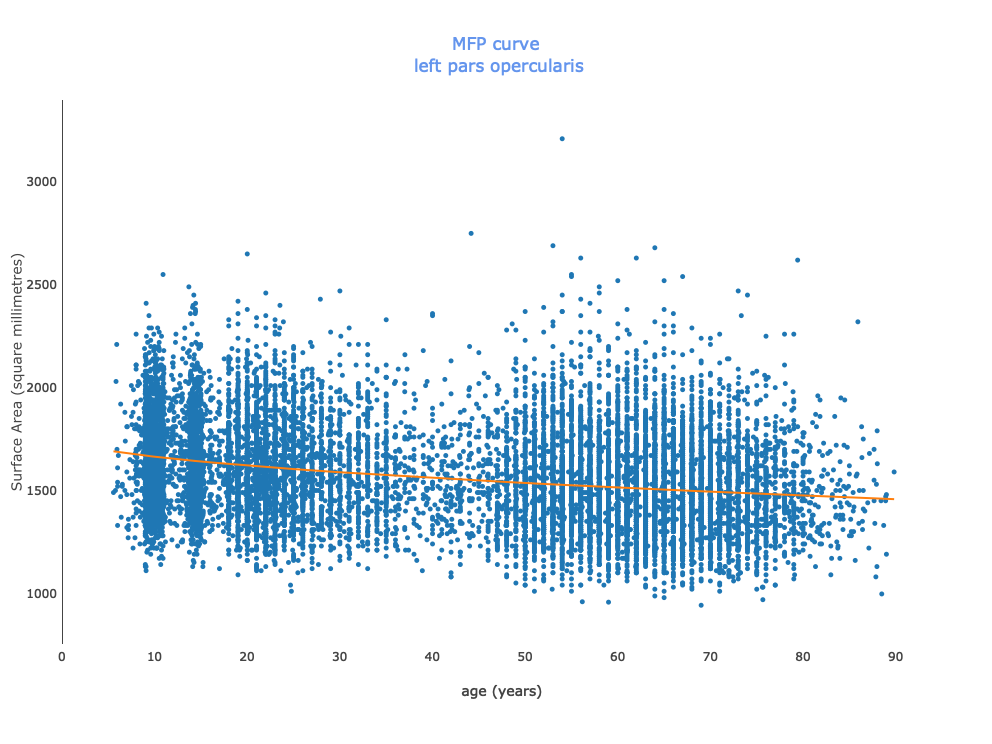 MFP curve
left pars opercularis
Surface Area (square millimetres)
3000
2500
2000
1500
1000
0 10 20 30 40 50 60 70 80 90
age (years)